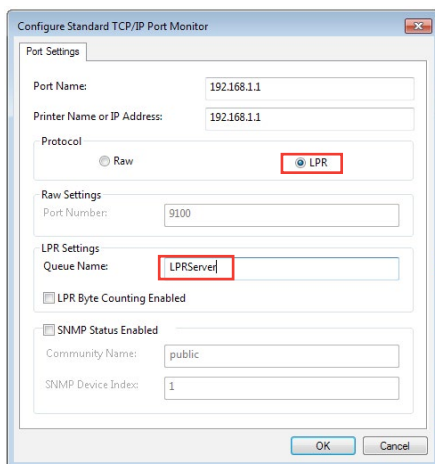 Configure Standard TCP/IP Port Monitor
Port Settings
Port Name: 192.168.1.1
Printer Name or IP Address: 192.168.1.1
Protocol
Raw LPR
Raw Settings
Port Number: 9100
LPR Settings
Queue Name: LPRServer
LPR Byte Counting Enabled
SNMP Status Enabled
Community Name: public
SNMP Device Index: 1
OK Cancel